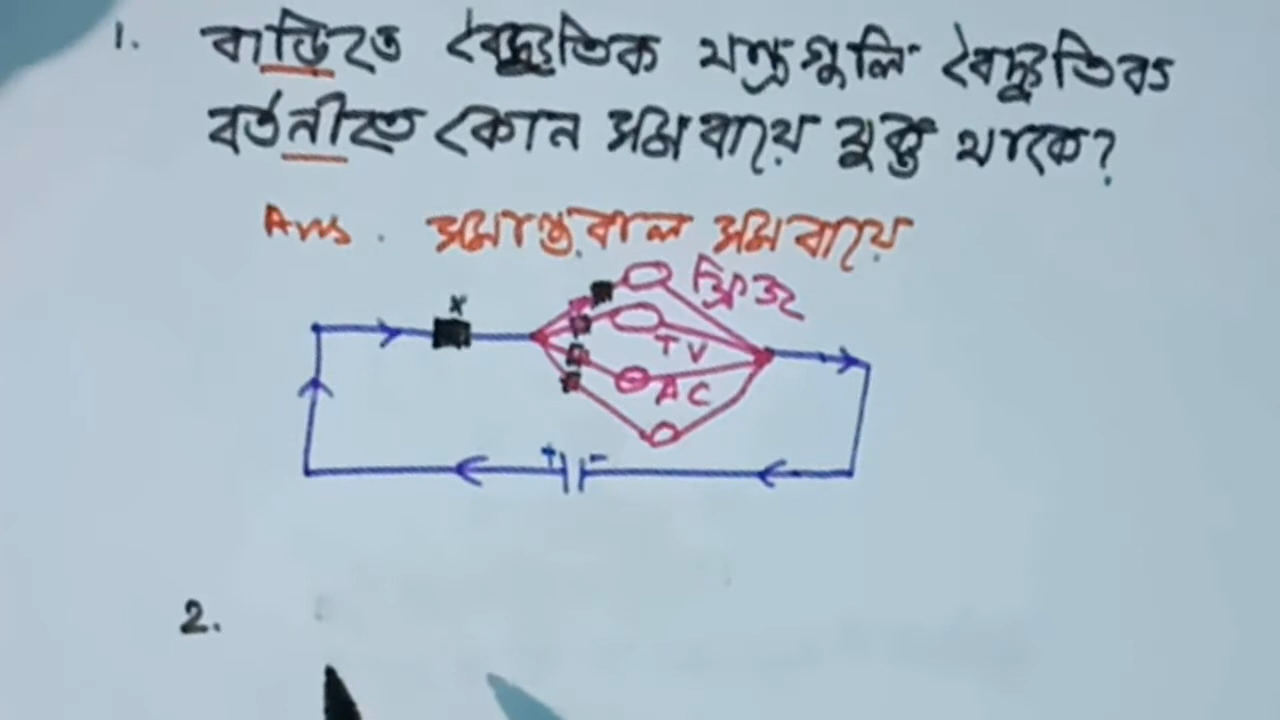 1. বাড়িতে বৈদ্যুতিক যন্ত্রগুলি বৈদ্যুতিক
বর্তনীতে কোন সমবায়ে যুক্ত থাকে?
Ans. সমান্তরাল সমবায়ে
ফ্রিজ
x
TV
AC
+ -
2.